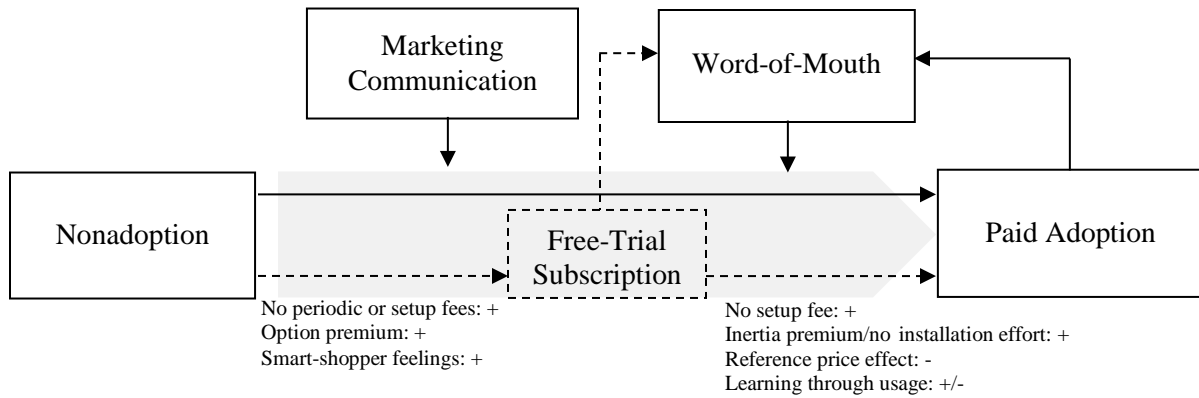 Marketing
Communication
Word-of-Mouth
Nonadoption
Free-Trial
Subscription
Paid Adoption
No periodic or setup fees: +
Option premium: +
Smart-shopper feelings: +
No setup fee: +
Inertia premium/no installation effort: +
Reference price effect: -
Learning through usage: +/-